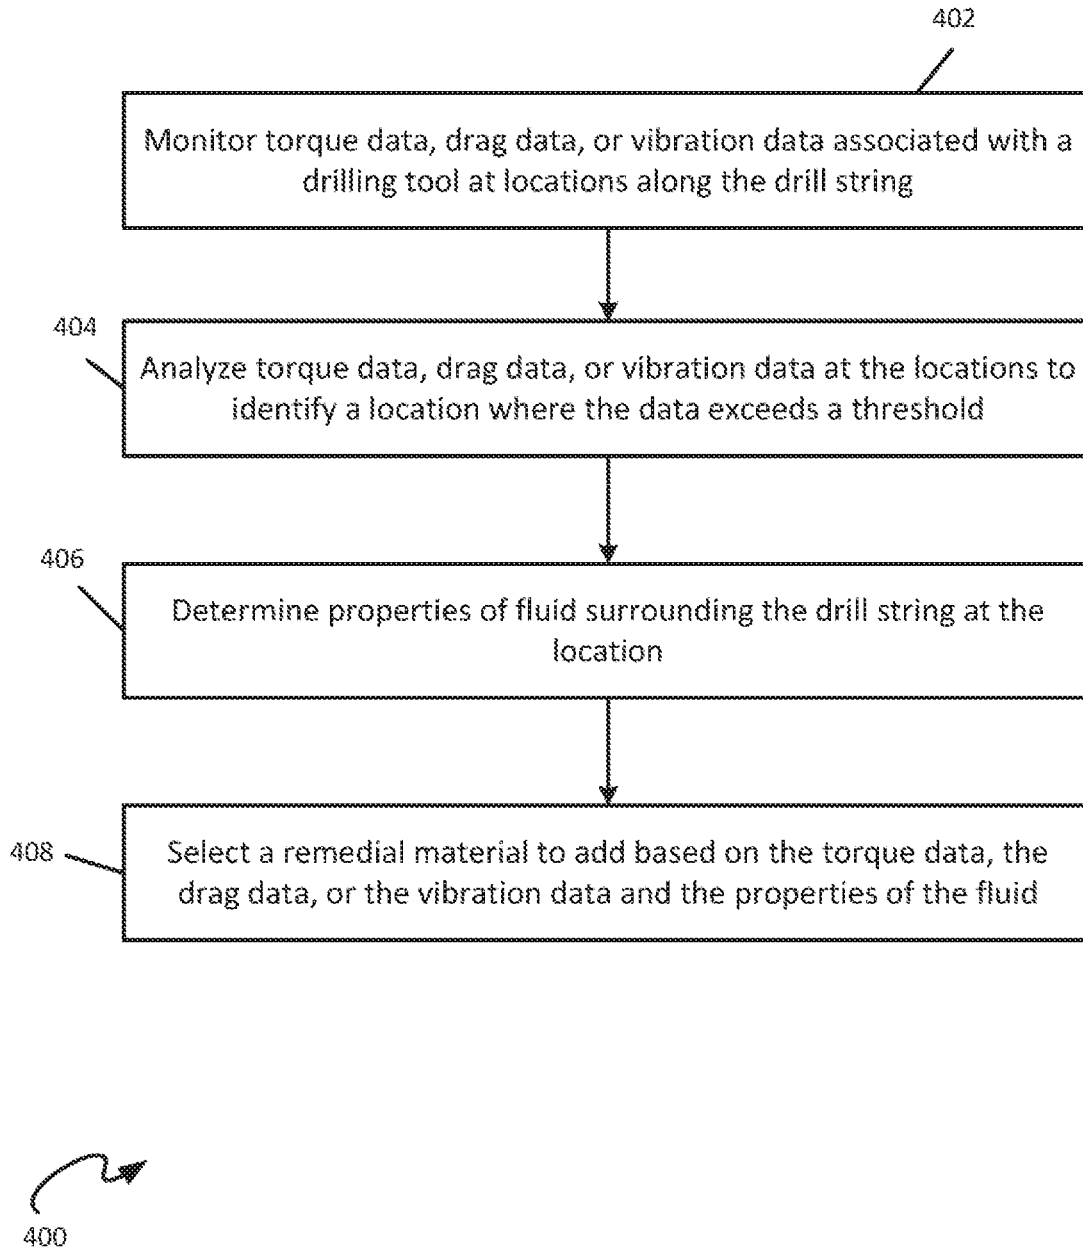 402
Monitor torque data, drag data, or vibration data associated with a
drilling tool at locations along the drill string
404
Analyze torque data, drag data, or vibration data at the locations to
identify a location where the data exceeds a threshold
406
Determine properties of fluid surrounding the drill string at the
location
408
Select a remedial material to add based on the torque data, the
drag data, or the vibration data and the properties of the fluid
400